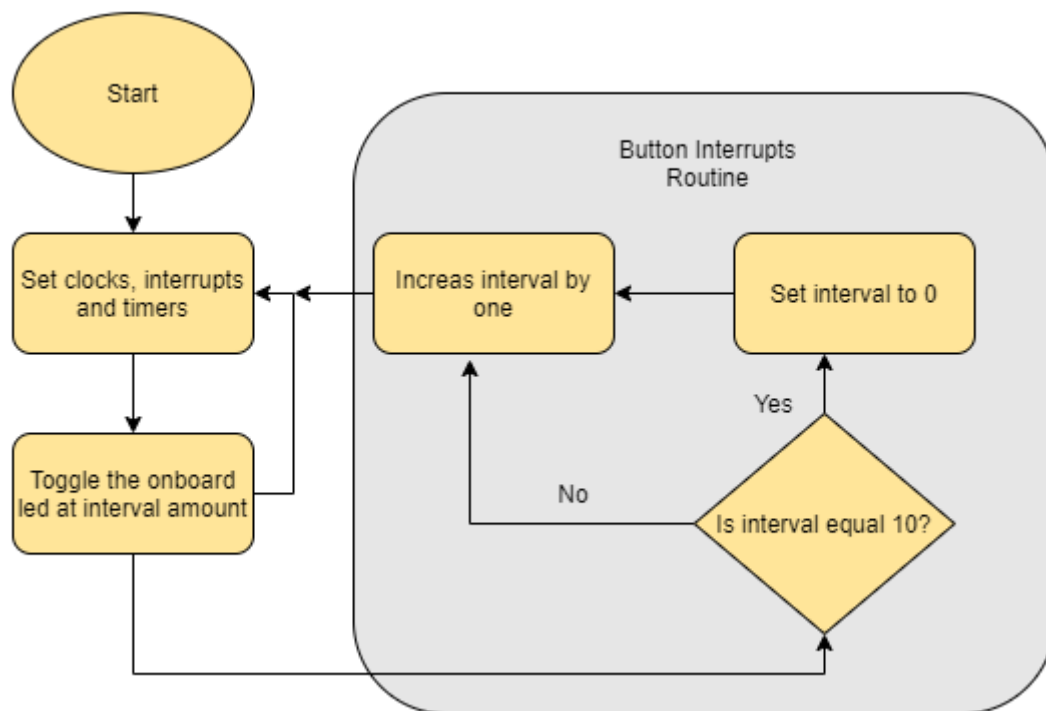 Start
Button Interrupts
Routine
Set clocks, interrupts
and timers
Increas interval by
one
Set interval to 0
Yes
Toggle the onboard
led at interval amount
No
Is interval equal 10?